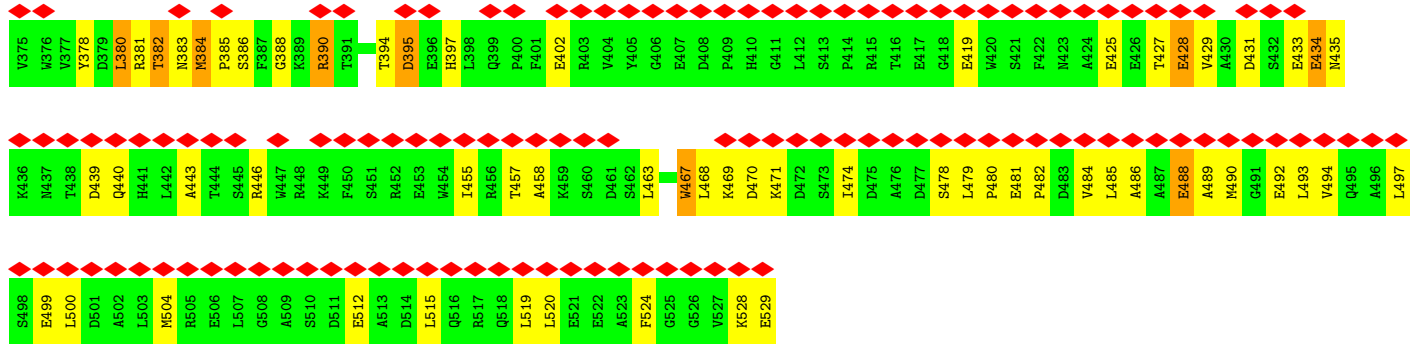 V375 W376 V377 Y378 D379 L380 R381 T382 N383 M384 P385 S386 F387 G388 K389 R390 T391 T394 D395 E396 H397 L398 Q399 P400 F401 E402 R403 V404 Y405 G406 E407 D408 P409 H410 G411 L412 S413 P414 R415 T416 E417 G418 E419 W420 S421 F422 N423 A424 E425 E426 T427 E428 V429 A430 D431 S432 E433 E434 N435
K436 N437 T438 D439 Q440 H441 L442 A443 T444 S445 R446 W447 R448 K449 F450 S451 R452 E453 W454 I455 R456 T457 A458 K459 S460 D461 S462 L463 W467 L468 K469 D470 K471 D472 S473 I474 D475 A476 D477 S478 L479 P480 E481 P482 D483 V484 L485 A486 A487 E488 A489 M490 G491 E492 L493 V494 Q495 A496 L497
S498 E499 L500 D501 A502 L503 M504 R505 E506 L507 G508 A509 S510 D511 E512 A513 D514 L515 Q516 R517 Q518 L519 L520 E521 E522 A523 F524 G525 G526 V527 K528 E529